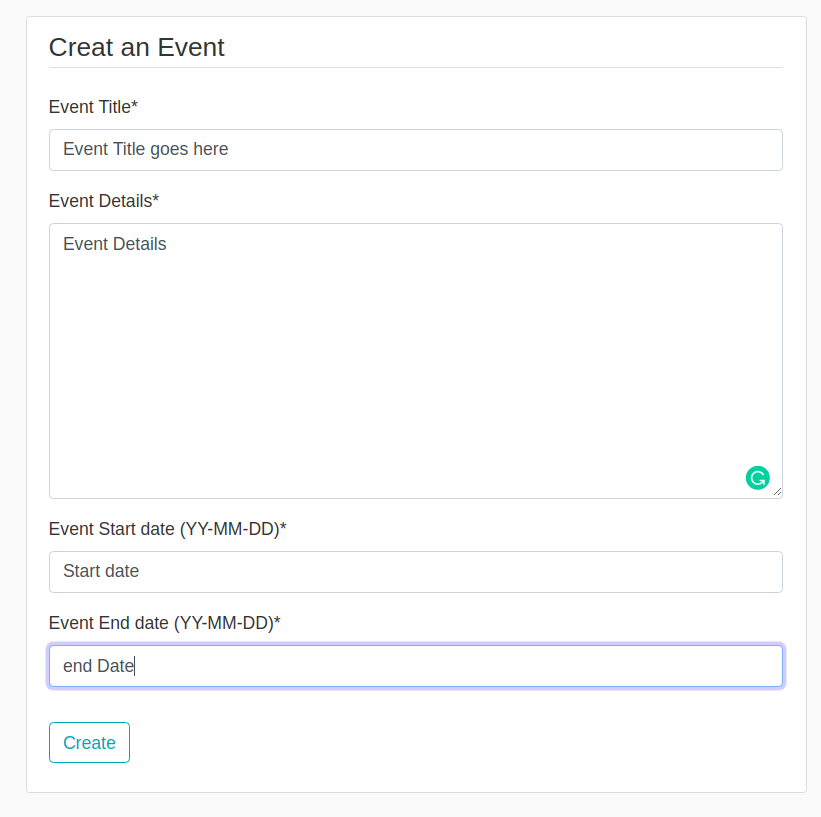 Creat an Event
Event Title*
Event Title goes here
Event Details*
Event Details
Event Start date (YY-MM-DD)*
Start date
Event End date (YY-MM-DD)*
end Date
Create